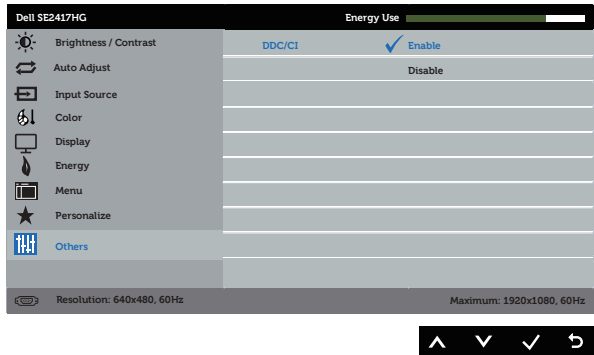 Dell SE2417HG Energy Use
Brightness / Contrast DDC/CI Enable
Auto Adjust Disable
Input Source
Color
Display
Energy
Menu
Personalize
Others
Resolution: 640x480, 60Hz Maximum: 1920x1080, 60Hz